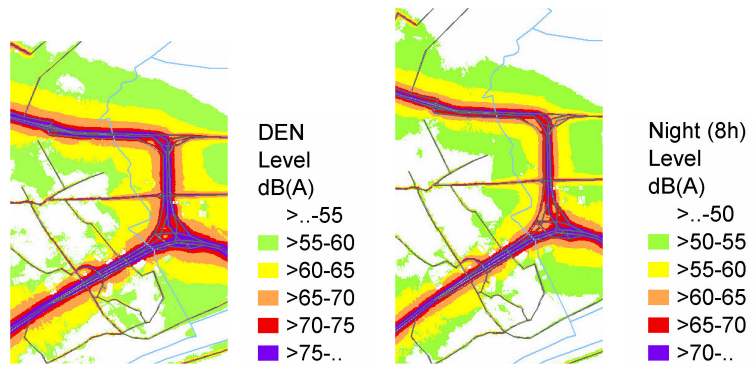 DEN
Level
dB(A)
>..-55
>55-60
>60-65
>65-70
>70-75
>75-..
Night (8h)
Level
dB(A)
>..-50
>50-55
>55-60
>60-65
>65-70
>70-..